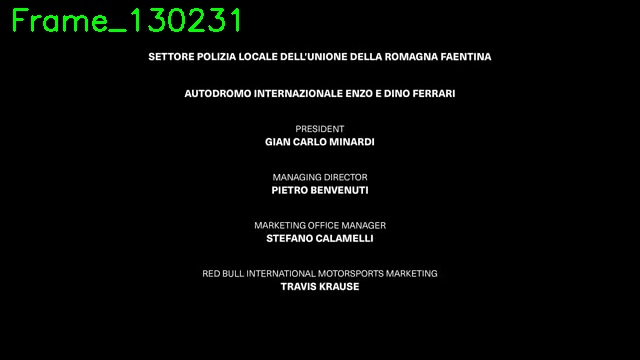 Frame_130231
SETTORE POLIZIA LOCALE DELL'UNIONE DELLA ROMAGNA FAENTINA
AUTODROMO INTERNAZIONALE ENZO E DINO FERRARI
PRESIDENT
GIAN CARLO MINARDI
MANAGING DIRECTOR
PIETRO BENVENUTI
MARKETING OFFICE MANAGER
STEFANO CALAMELLI
RED BULL INTERNATIONAL MOTORSPORTS MARKETING
TRAVIS KRAUSE